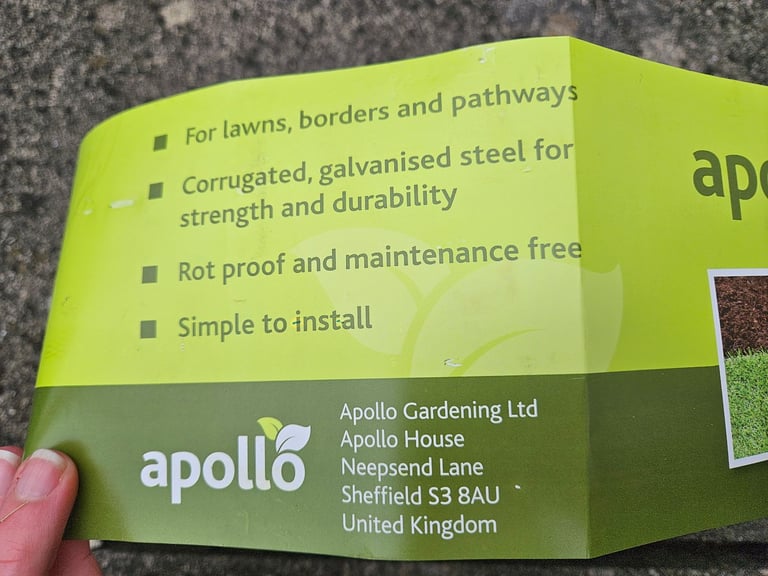 For lawns, borders and pathways
Corrugated, galvanised steel for
strength and durability
Rot proof and maintenance free
Simple to install
apollo
Apollo Gardening Ltd
Apollo House
Neepsend Lane
Sheffield S3 8AU
United Kingdom